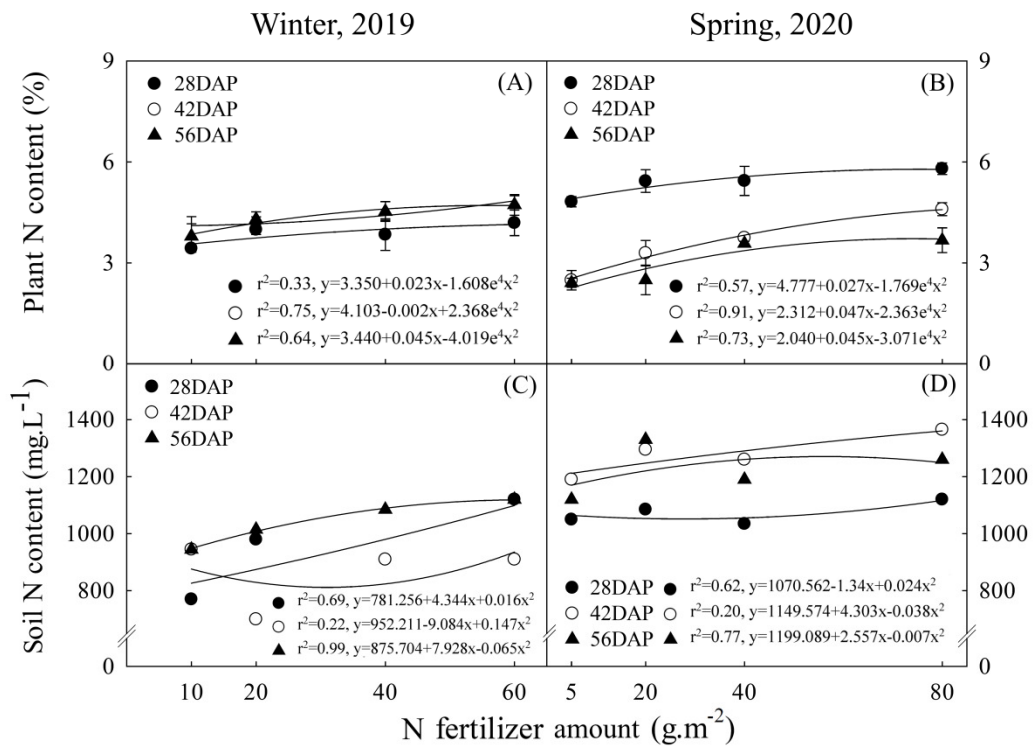 Winter, 2019
Spring, 2020
Plant N content (%)
9
6
3
0
(A)
28DAP
42DAP
56DAP
r²=0.33, y=3.350+0.023x-1.608e⁴x²
r²=0.75, y=4.103-0.002x+2.368e⁴x²
r²=0.64, y=3.440+0.045x-4.019e⁴x²
(B)
28DAP
42DAP
56DAP
r²=0.57, y=4.777+0.027x-1.769e⁴x²
r²=0.91, y=2.312+0.047x-2.363e⁴x²
r²=0.73, y=2.040+0.045x-3.071e⁴x²
9
6
3
0
Soil N content (mg.L⁻¹)
1400
1200
1000
800
0
(C)
28DAP
42DAP
56DAP
r²=0.69, y=781.256+4.344x+0.016x²
r²=0.22, y=952.211-9.084x+0.147x²
r²=0.99, y=875.704+7.928x-0.065x²
(D)
28DAP
42DAP
56DAP
r²=0.62, y=1070.562-1.34x+0.024x²
r²=0.20, y=1149.574+4.303x-0.038x²
r²=0.77, y=1199.089+2.557x-0.007x²
1400
1200
1000
800
0
10 20 40 60
5 20 40 80
N fertilizer amount (g.m⁻²)